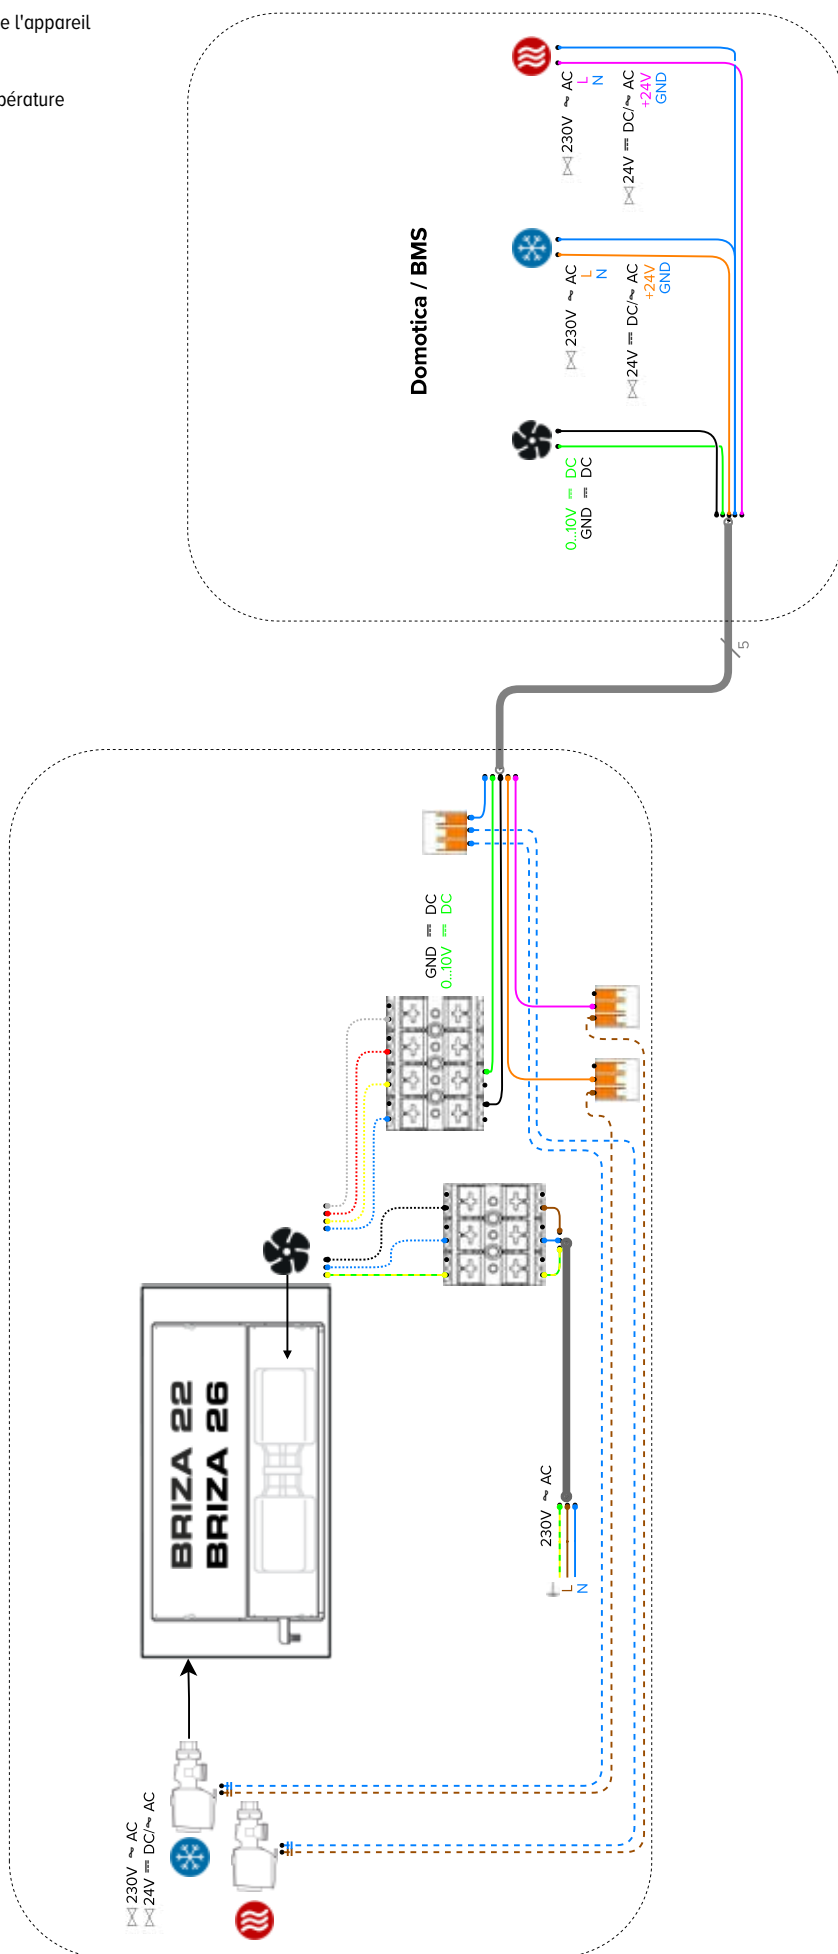 e l'appareil
pérature
230V ~ AC
L
N
24V ⎓ DC/~ AC
+24V
GND
Domotica / BMS
230V ~ AC
L
N
24V ⎓ DC/~ AC
+24V
GND
0...10V ⎓ DC
GND ⎓ DC
5
GND ⎓ DC
0...10V ⎓ DC
BRIZA 22
BRIZA 26
230V ~ AC
L
N
230V ~ AC
24V ⎓ DC/~ AC